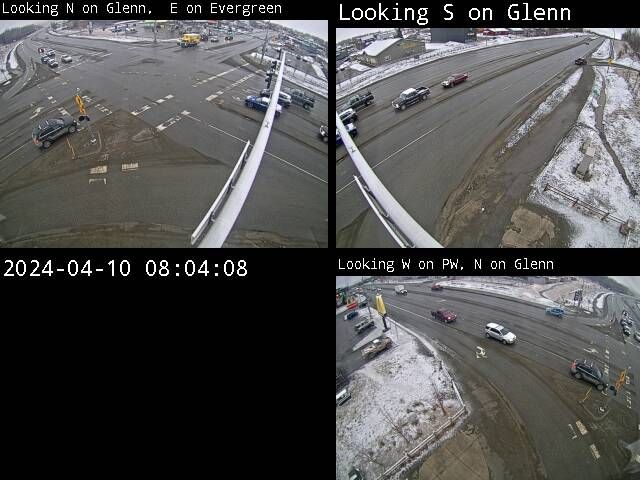 Looking N on Glenn, E on Evergreen
Looking S on Glenn
2024-04-10 08:04:08
Looking W on PW, N on Glenn